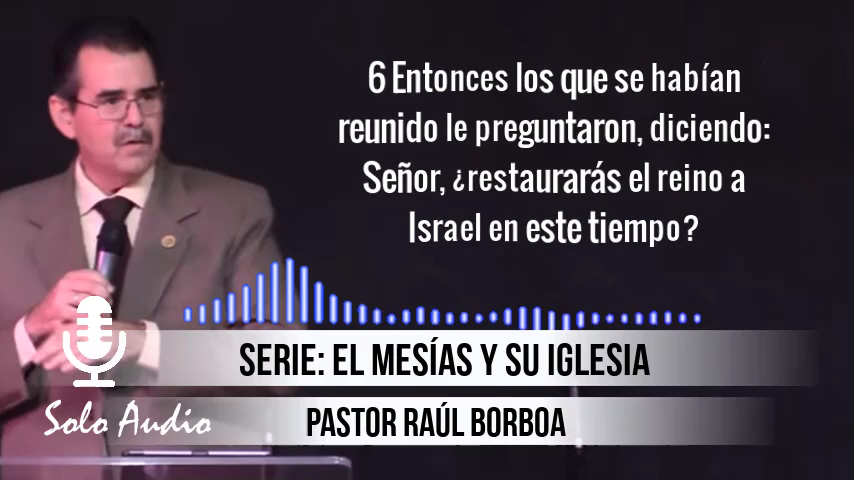 6 Entonces los que se habían
reunido le preguntaron, diciendo:
Señor, ¿restaurarás el reino a
Israel en este tiempo?
SERIE: EL MESÍAS Y SU IGLESIA
Solo Audio
PASTOR RAÚL BORBOA